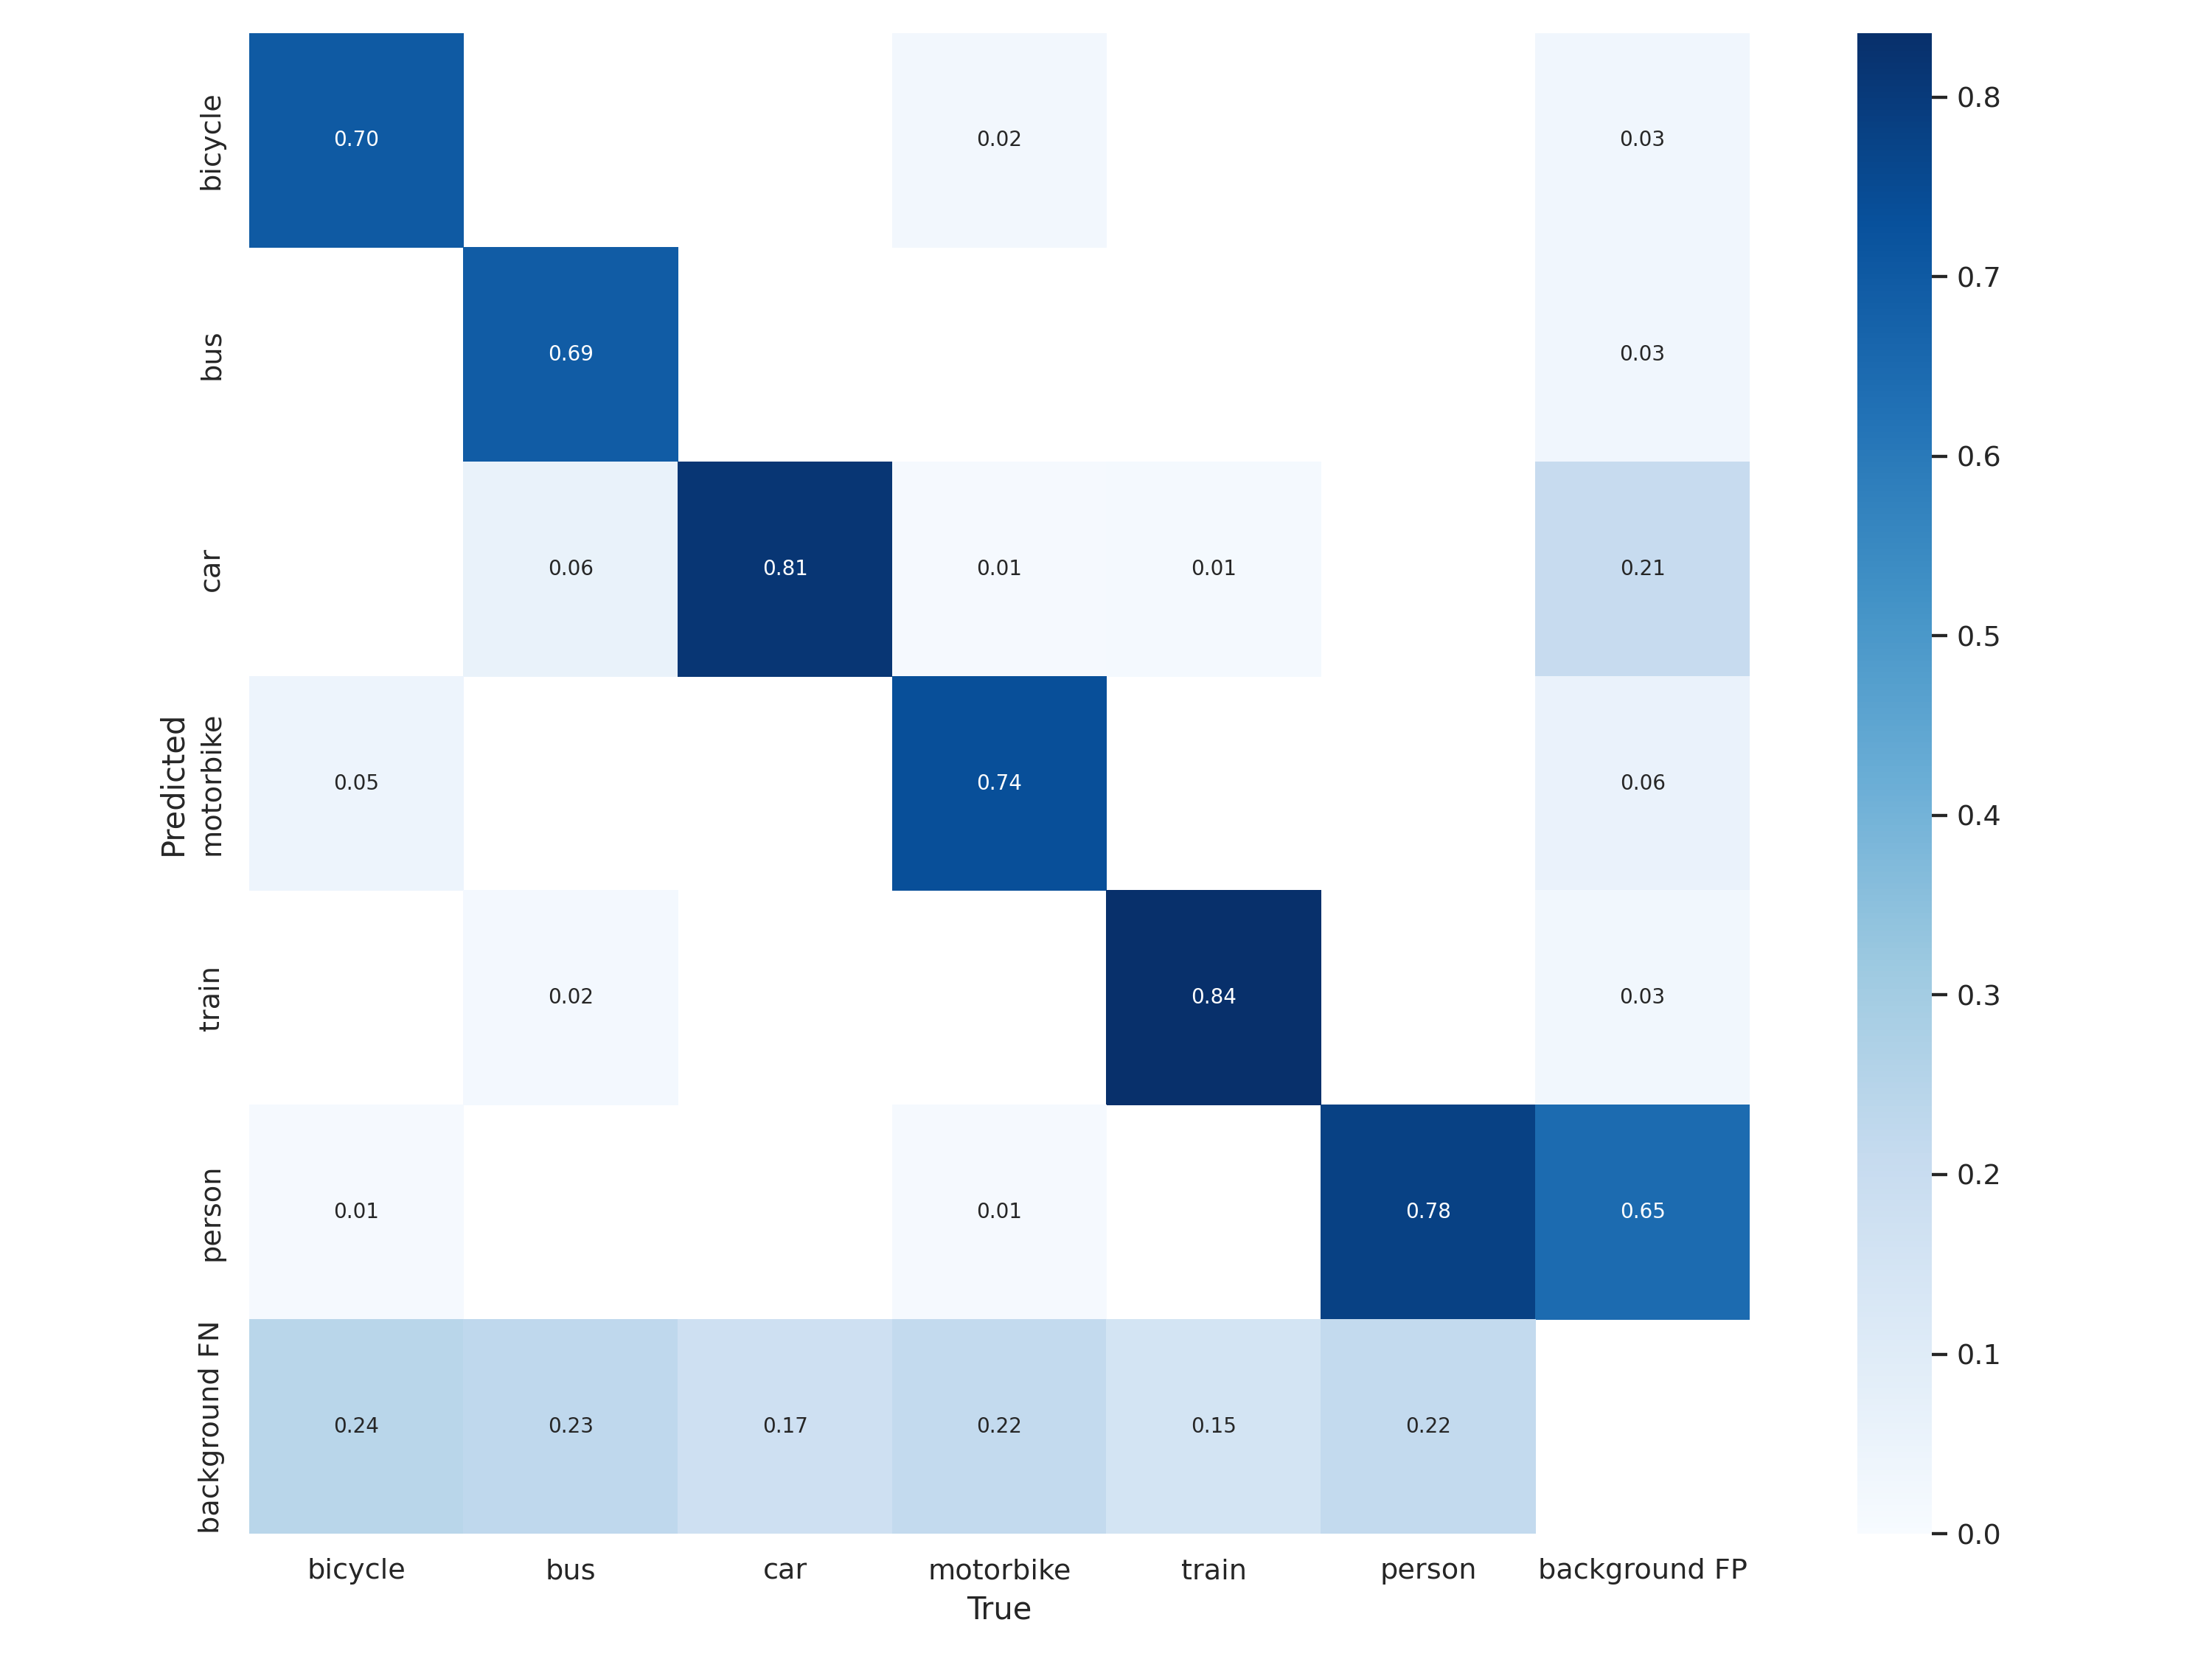 bicycle 0.70 0.02 0.03
bus 0.69 0.03
car 0.06 0.81 0.01 0.01 0.21
motorbike 0.05 0.74 0.06
train 0.02 0.84 0.03
person 0.01 0.01 0.78 0.65
background FN 0.24 0.23 0.17 0.22 0.15 0.22
Predicted
bicycle bus car motorbike train person background FP
True
0.8
0.7
0.6
0.5
0.4
0.3
0.2
0.1
0.0